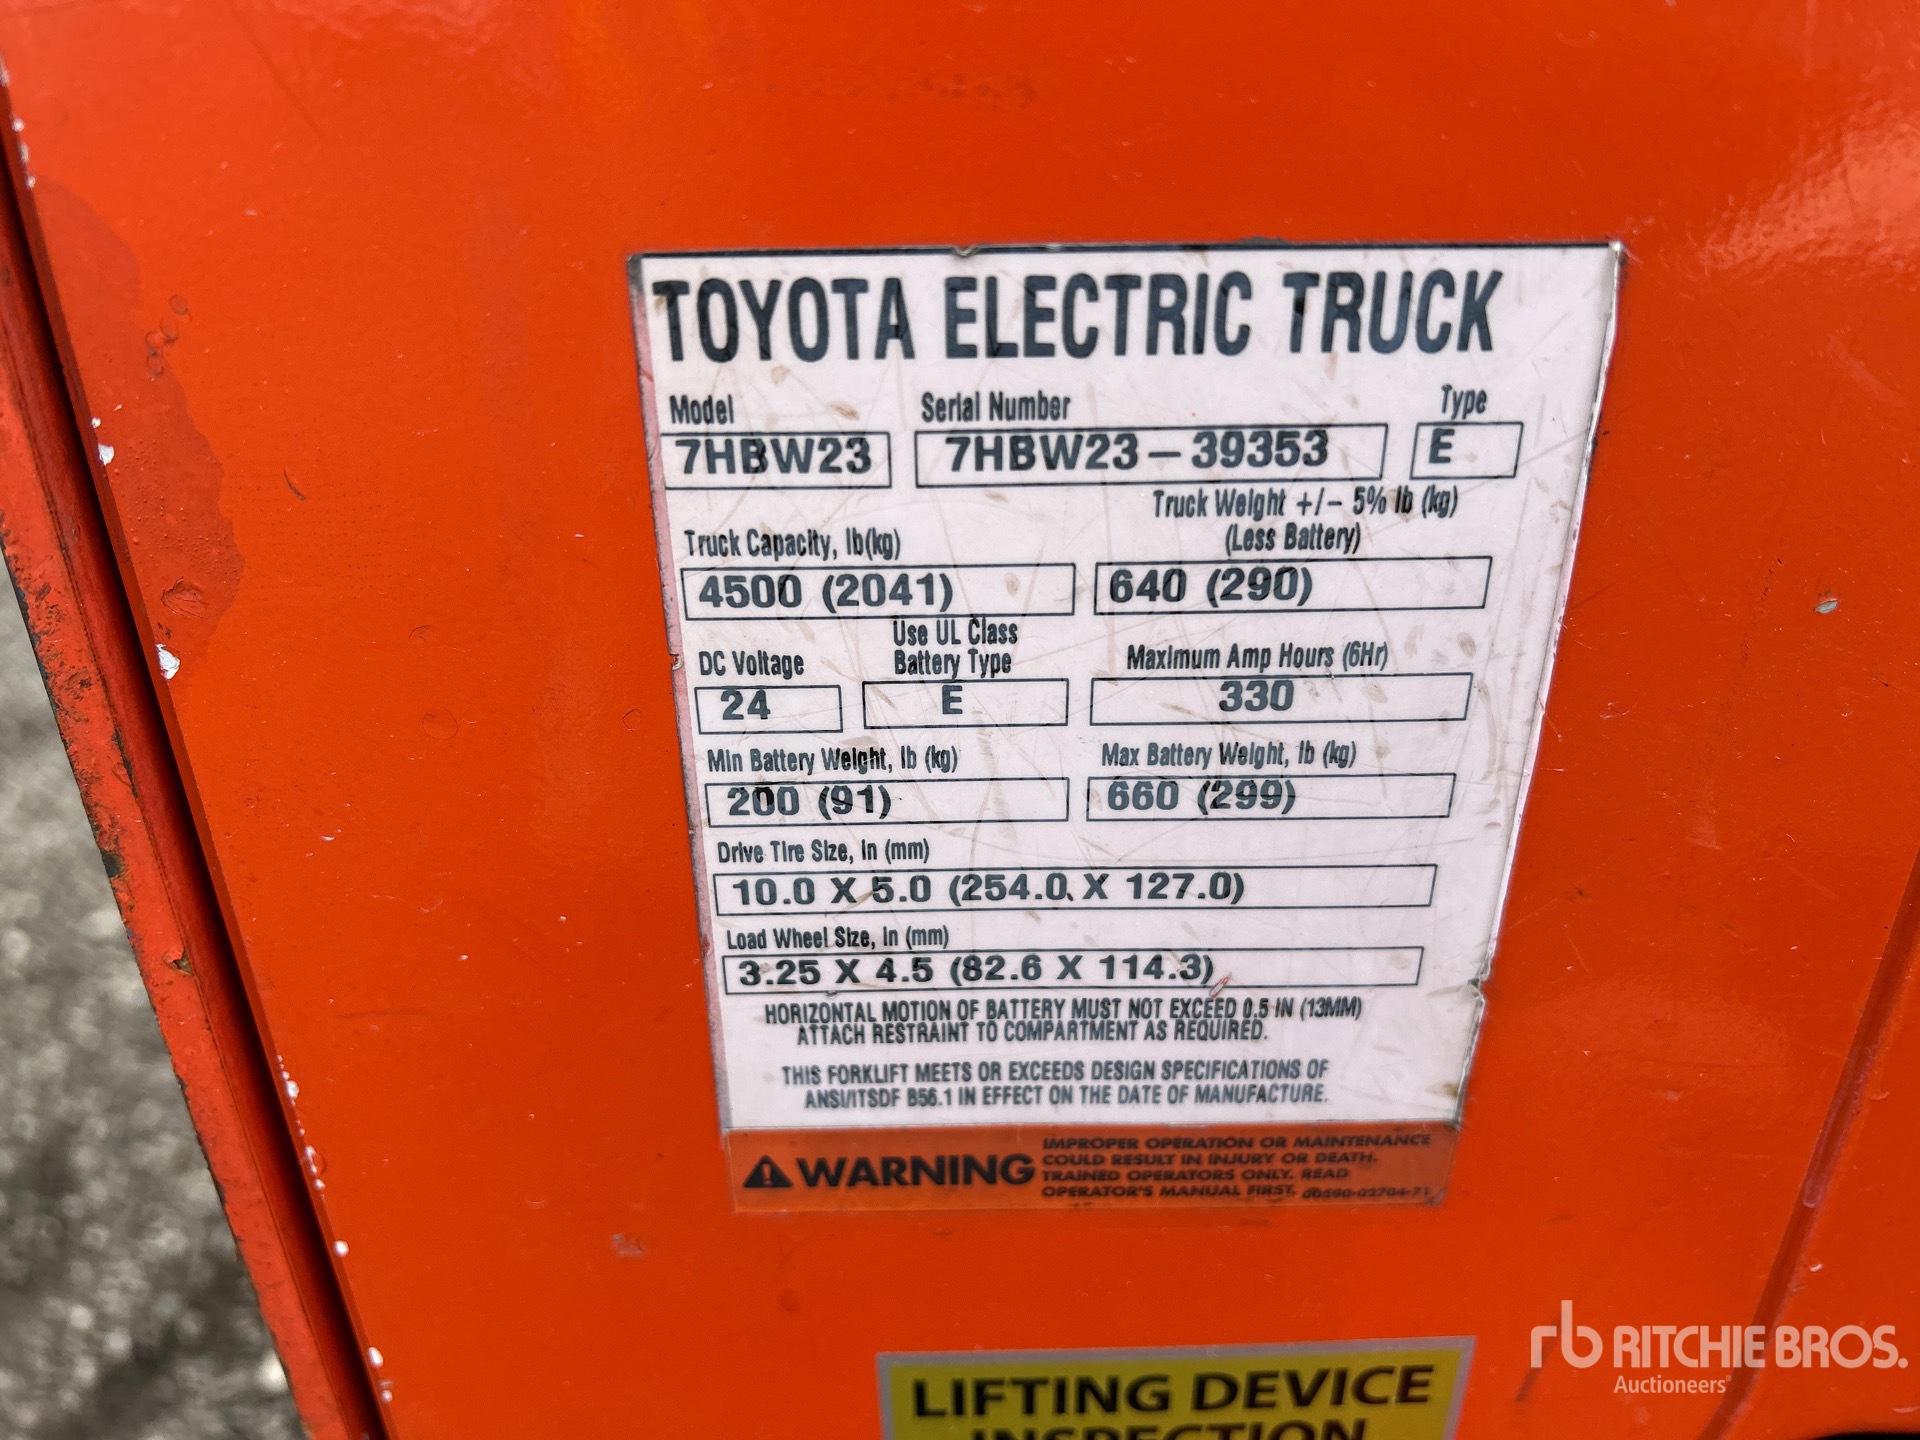 TOYOTA ELECTRIC TRUCK
Model Serial Number Type
7HBW23 7HBW23-39353 E
Truck Weight +/- 5% lb (kg)
Truck Capacity, lb(kg) (Less Battery)
4500 (2041) 640 (290)
Use UL Class
DC Voltage Battery Type Maximum Amp Hours (6Hr)
24 E 330
Min Battery Weight, lb (kg) Max Battery Weight, lb (kg)
200 (91) 660 (299)
Drive Tire Size, in (mm)
10.0 X 5.0 (254.0 X 127.0)
Load Wheel Size, in (mm)
3.25 X 4.5 (82.6 X 114.3)
HORIZONTAL MOTION OF BATTERY MUST NOT EXCEED 0.5 IN (13MM)
ATTACH RESTRAINT TO COMPARTMENT AS REQUIRED.
THIS FORKLIFT MEETS OR EXCEEDS DESIGN SPECIFICATIONS OF
ANSI/ITSDF B56.1 IN EFFECT ON THE DATE OF MANUFACTURE.
WARNING
IMPROPER OPERATION OR MAINTENANCE
COULD RESULT IN INJURY OR DEATH.
TRAINED OPERATORS ONLY. READ
OPERATOR'S MANUAL FIRST. 00590-02704-71
LIFTING DEVICE
INSPECTION
rb RITCHIE BROS.
Auctioneers